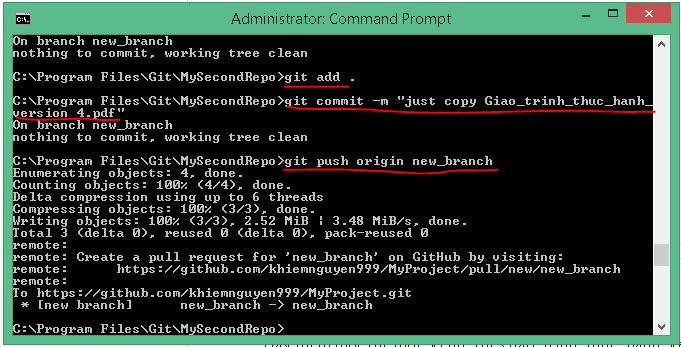 Administrator: Command Prompt
On branch new_branch
nothing to commit, working tree clean
C:\Program Files\Git\MySecondRepo>git add .
C:\Program Files\Git\MySecondRepo>git commit -m "just copy Giao_trinh_thuc_hanh_
version 4.pdf"
On branch new_branch
nothing to commit, working tree clean
C:\Program Files\Git\MySecondRepo>git push origin new_branch
Enumerating objects: 4, done.
Counting objects: 100% (4/4), done.
Delta compression using up to 6 threads
Compressing objects: 100% (3/3), done.
Writing objects: 100% (3/3), 2.52 MiB | 3.48 MiB/s, done.
Total 3 (delta 0), reused 0 (delta 0), pack-reused 0
remote:
remote: Create a pull request for 'new_branch' on GitHub by visiting:
remote:      https://github.com/khiemnguyen999/MyProject/pull/new/new_branch
remote:
To https://github.com/khiemnguyen999/MyProject.git
 * [new branch]      new_branch -> new_branch
C:\Program Files\Git\MySecondRepo>